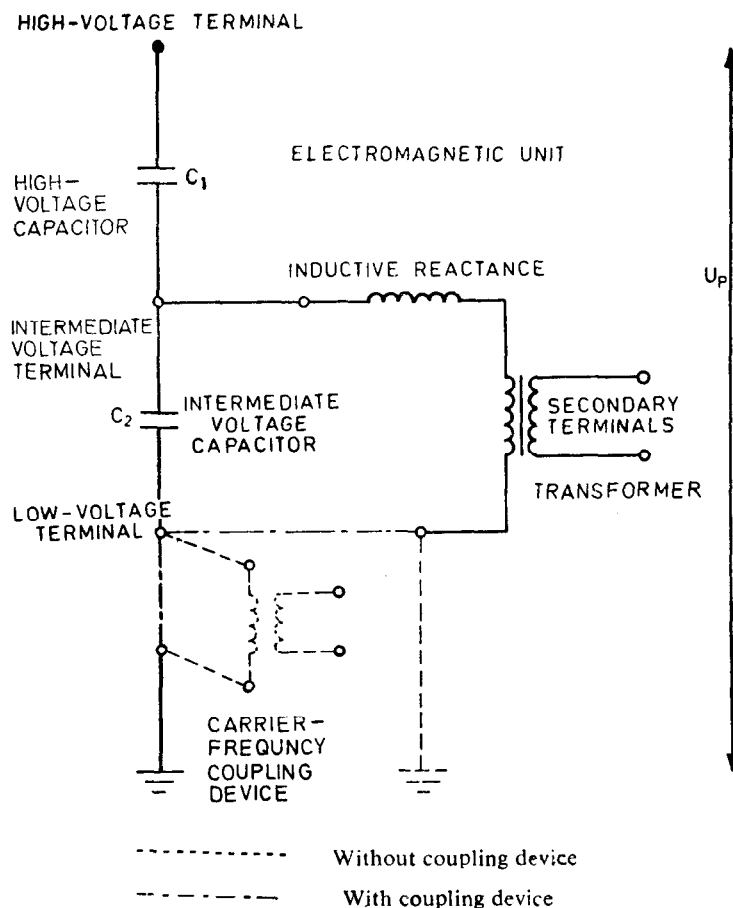 HIGH-VOLTAGE TERMINAL
C1
HIGH-
VOLTAGE
CAPACITOR
ELECTROMAGNETIC UNIT
INDUCTIVE REACTANCE
UP
INTERMEDIATE
VOLTAGE
TERMINAL
C2
INTERMEDIATE
VOLTAGE
CAPACITOR
SECONDARY
TERMINALS
TRANSFORMER
LOW-VOLTAGE
TERMINAL
CARRIER-
FREQUNCY
COUPLING
DEVICE
Without coupling device
With coupling device